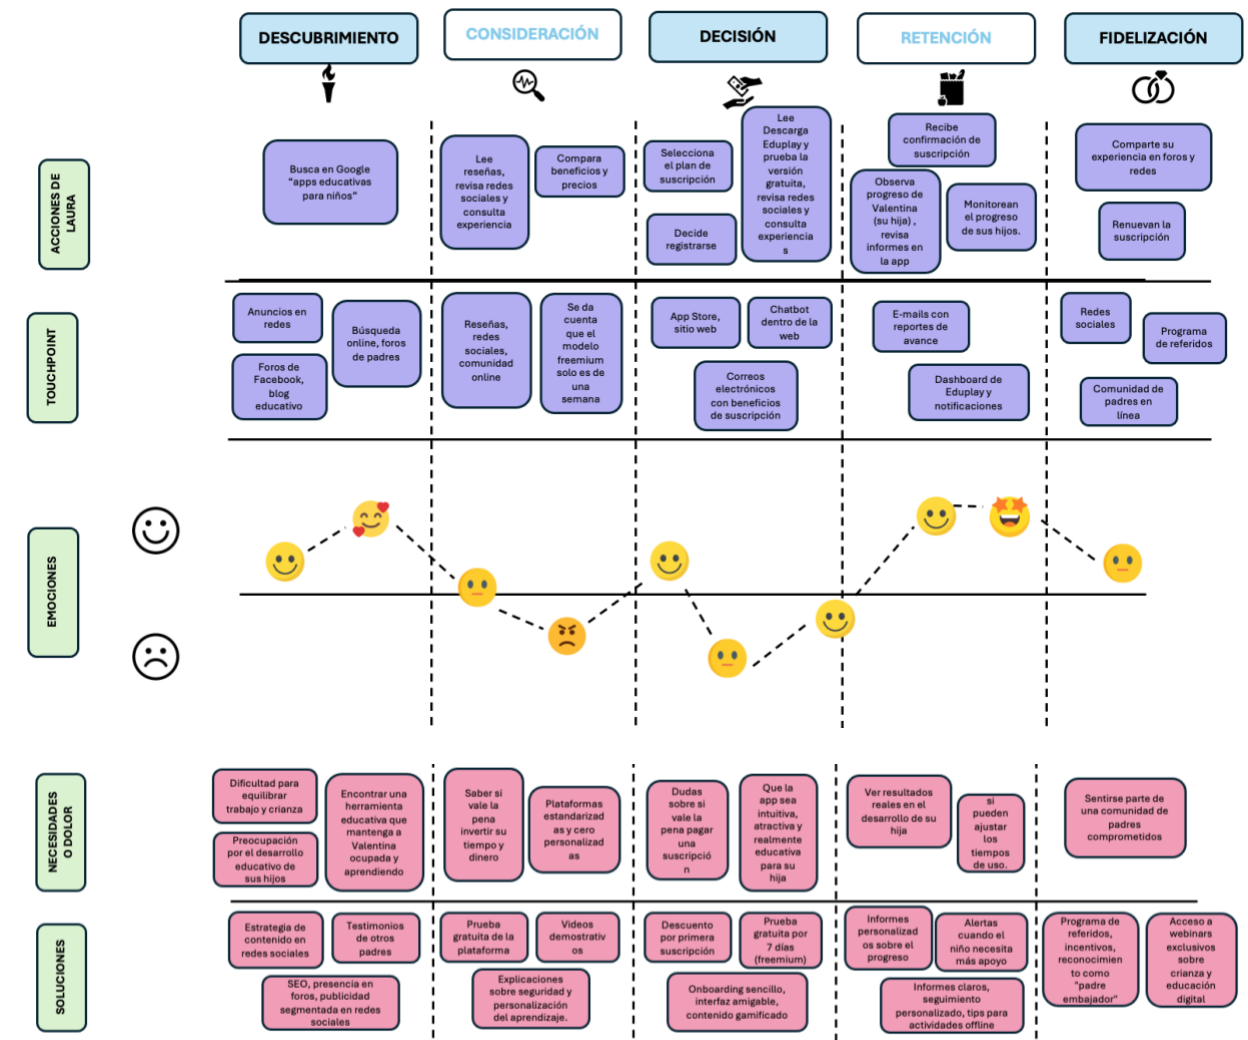 DESCUBRIMIENTO
CONSIDERACIÓN
DECISIÓN
RETENCIÓN
FIDELIZACIÓN
ACCIONES DE
LAURA
Busca en Google
"apps educativas
para niños"
Lee
reseñas,
revisa redes
sociales y
consulta
experiencia
Compara
beneficios y
precios
Selecciona
el plan de
suscripción
Decide
registrarse
Lee
Descarga
Eduplay y
prueba la
versión
gratuita,
revisa redes
sociales y
consulta
experiencia
s
Recibe
confirmación de
suscripción
Observa
progreso de
Valentina
(su hija) ,
revisa
informes en
la app
Monitorean
el progreso
de sus hijos.
Comparte su
experiencia en foros y
redes
Renuevan la
suscripción
TOUCHPOINT
Anuncios en
redes
Búsqueda
online, foros
de padres
Foros de
Facebook,
blog
educativo
Reseñas,
redes
sociales,
comunidad
online
Se da
cuenta
que el
modelo
freemium
solo es de
una
semana
App Store,
sitio web
Chatbot
dentro de la
web
Correos
electrónicos
con beneficios
de suscripción
E-mails con
reportes de
avance
Dashboard de
Eduplay y
notificaciones
Redes
sociales
Programa
de referidos
Comunidad de
padres en
línea
EMOCIONES
NECESIDADES
O DOLOR
Dificultad para
equilibrar
trabajo y crianza
Preocupación
por el desarrollo
educativo de
sus hijos
Encontrar una
herramienta
educativa que
mantenga a
Valentina
ocupada y
aprendiendo
Saber si
vale la
pena
invertir su
tiempo y
dinero
Plataformas
estandarizad
as y cero
personalizad
as
Dudas
sobre si
vale la
pena pagar
una
suscripció
n
Que la
app sea
intuitiva,
atractiva y
realmente
educativa
para su
hija
Ver resultados
reales en el
desarrollo de su
hija
si
pueden
ajustar
los
tiempos
de uso.
Sentirse parte de
una comunidad de
padres
comprometidos
SOLUCIONES
Estrategia de
contenido en
redes sociales
Testimonios
de otros
padres
SEO, presencia en
foros, publicidad
segmentada en redes
sociales
Prueba
gratuita de la
plataforma
Videos
demostrativ
os
Explicaciones
sobre seguridad y
personalización
del aprendizaje.
Descuento
por primera
suscripción
Prueba
gratuita por
7 días
(freemium)
Onboarding sencillo,
interfaz amigable,
contenido gamificado
Informes
personalizad
os sobre el
progreso
Alertas
cuando el
niño necesita
más apoyo
Informes claros,
seguimiento
personalizado, tips para
actividades offline
Programa de
referidos,
incentivos,
reconocimien
to como
"padre
embajador"
Acceso a
webinars
exclusivos
sobre
crianza y
educación
digital